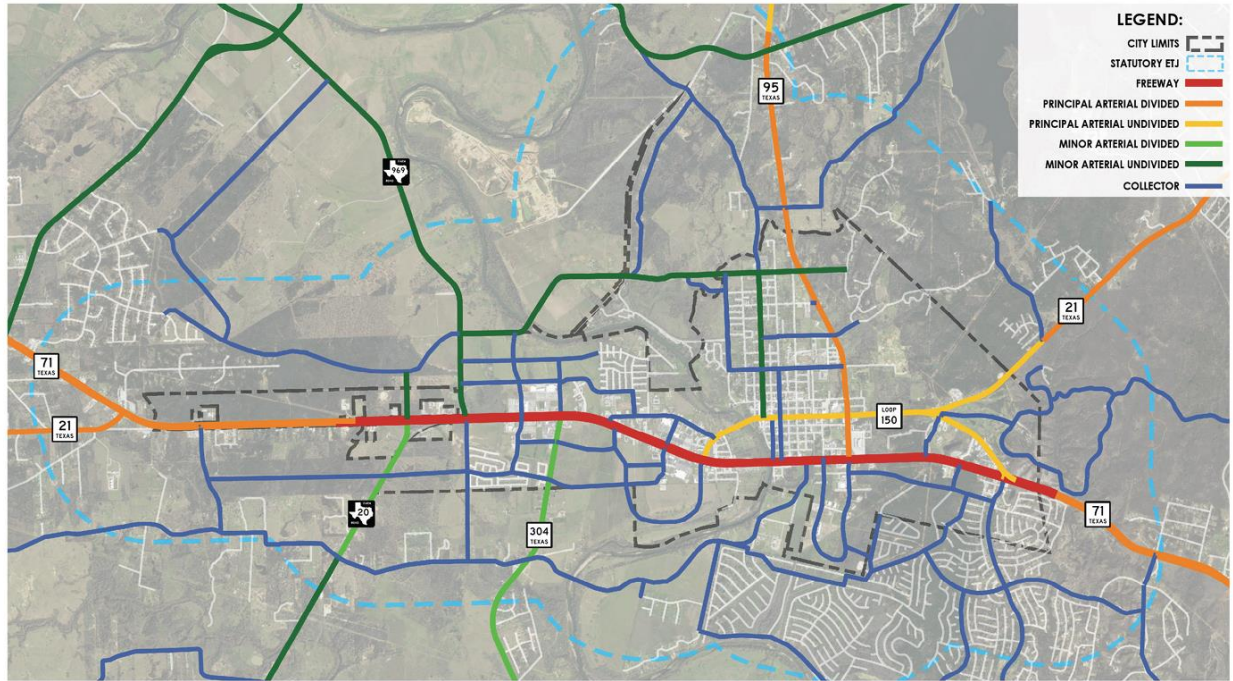 LEGEND:
CITY LIMITS
STATUTORY ETJ
FREEWAY
PRINCIPAL ARTERIAL DIVIDED
PRINCIPAL ARTERIAL UNDIVIDED
MINOR ARTERIAL DIVIDED
MINOR ARTERIAL UNDIVIDED
COLLECTOR
95
TEXAS
969
21
TEXAS
71
TEXAS
21
TEXAS
LOOP
150
20
304
TEXAS
71
TEXAS